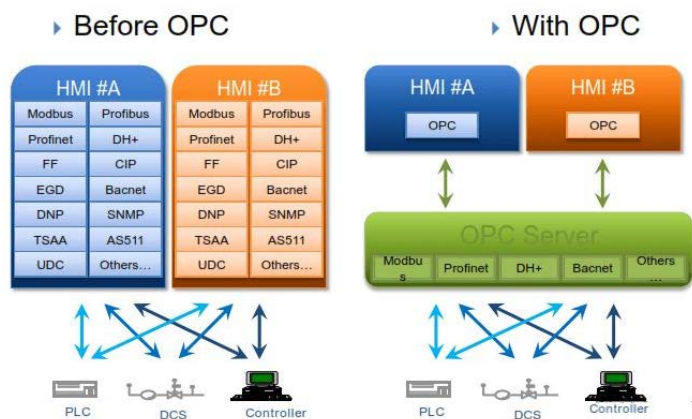 Before OPC
HMI #A
Modbus Profibus
Profinet DH+
FF CIP
EGD Bacnet
DNP SNMP
TSAA AS511
UDC Others...
HMI #B
Modbus Profibus
Profinet DH+
FF CIP
EGD Bacnet
DNP SNMP
TSAA AS511
UDC Others...
PLC
DCS
Controller
With OPC
HMI #A
OPC
HMI #B
OPC
OPC Server
Modbu
s
Profinet
DH+
Bacnet
Others
...
PLC
DCS
Controller